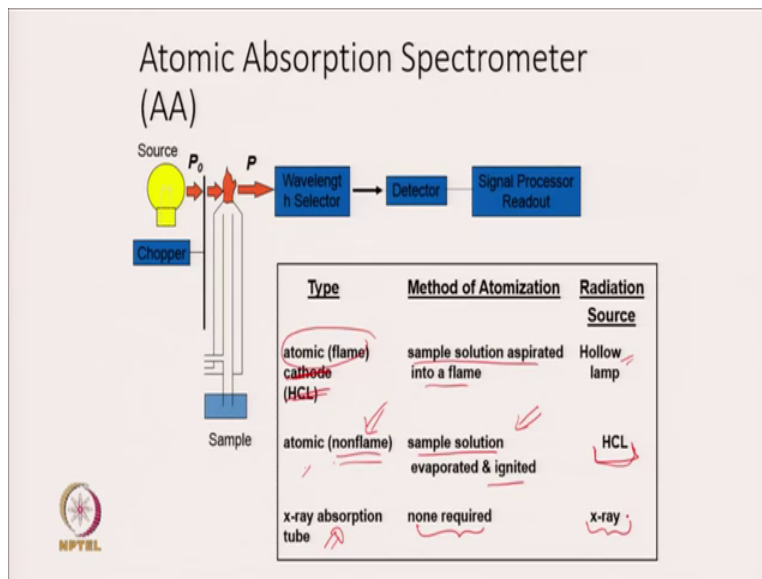 Atomic Absorption Spectrometer
(AA)
Source
P₀
P
Wavelengt
h Selector
Detector
Signal Processor
Readout
Chopper
Sample
Type Method of Atomization Radiation
Source
atomic (flame) sample solution aspirated Hollow
cathode into a flame lamp
(HCL)
atomic (nonflame) sample solution HCL
evaporated & ignited
x-ray absorption none required x-ray
tube
NPTEL